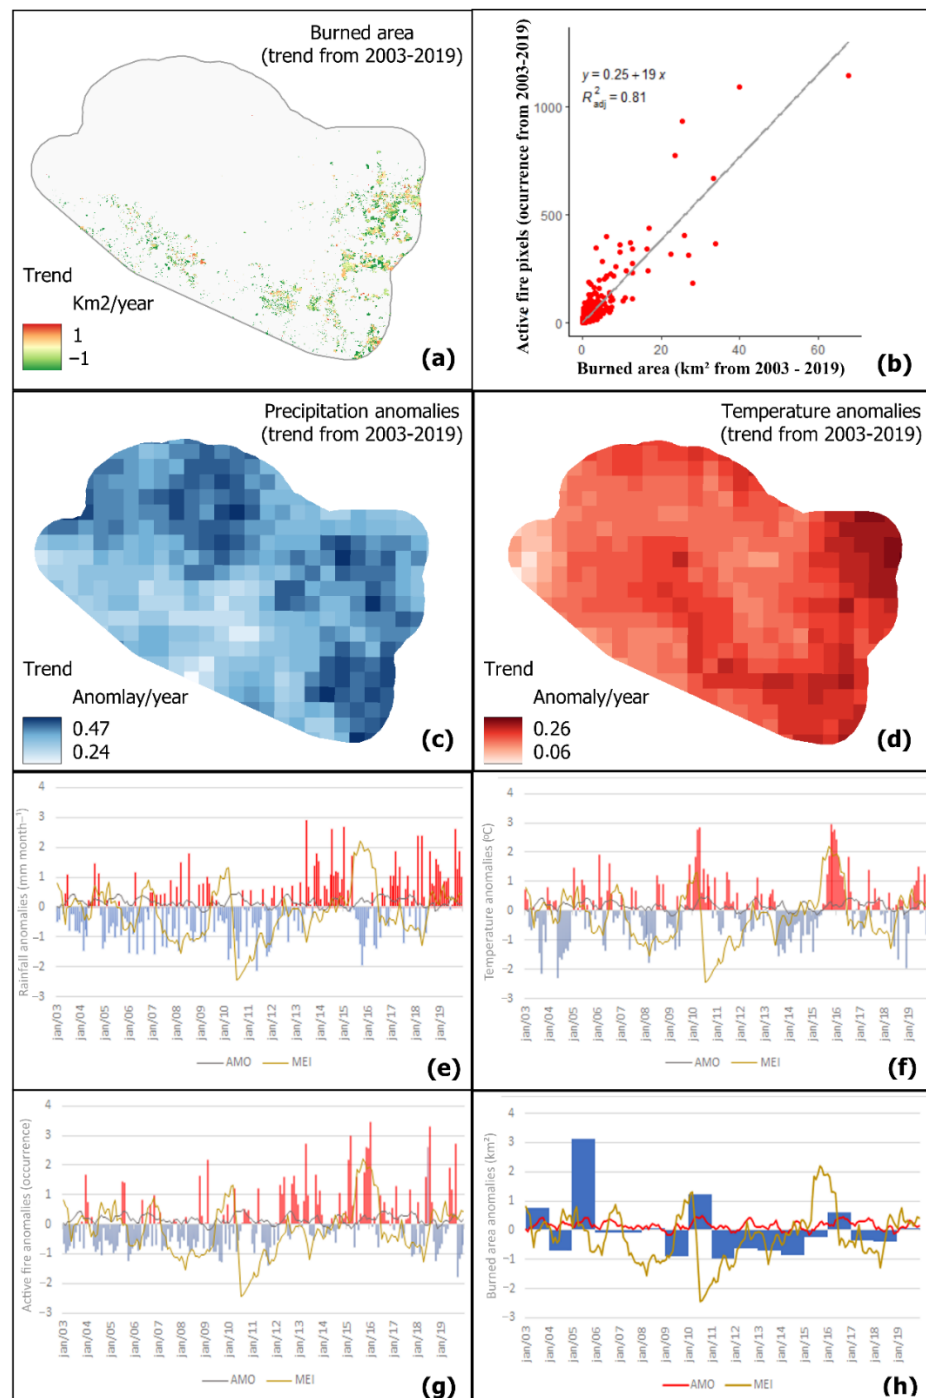 Burned area
(trend from 2003-2019)
Trend
Km2/year
1
−1
(a)
Active fire pixels (ocurrence from 2003-2019)
y = 0.25 + 19 x
R²adj = 0.81
1000
500
0
0 20 40 60
Burned area (km² from 2003 - 2019)
(b)
Precipitation anomalies
(trend from 2003-2019)
Trend
Anomlay/year
0.47
0.24
(c)
Temperature anomalies
(trend from 2003-2019)
Trend
Anomaly/year
0.26
0.06
(d)
Rainfall anomalies (mm month⁻¹)
4
3
2
1
0
−1
−2
−3
jan/03 jan/04 jan/05 jan/06 jan/07 jan/08 jan/09 jan/10 jan/11 jan/12 jan/13 jan/14 jan/15 jan/16 jan/17 jan/18 jan/19
AMO MEI
(e)
Temperature anomalies (ºC)
4
3
2
1
0
−1
−2
−3
jan/03 jan/04 jan/05 jan/06 jan/07 jan/08 jan/09 jan/10 jan/11 jan/12 jan/13 jan/14 jan/15 jan/16 jan/17 jan/18 jan/19
AMO MEI
(f)
Active fire anomalies (occurrence)
4
3
2
1
0
−1
−2
−3
jan/03 jan/04 jan/05 jan/06 jan/07 jan/08 jan/09 jan/10 jan/11 jan/12 jan/13 jan/14 jan/15 jan/16 jan/17 jan/18 jan/19
AMO MEI
(g)
Burned area anomalies (km²)
4
3
2
1
0
−1
−2
−3
jan/03 jan/04 jan/05 jan/06 jan/07 jan/08 jan/09 jan/10 jan/11 jan/12 jan/13 jan/14 jan/15 jan/16 jan/17 jan/18 jan/19
AMO MEI
(h)